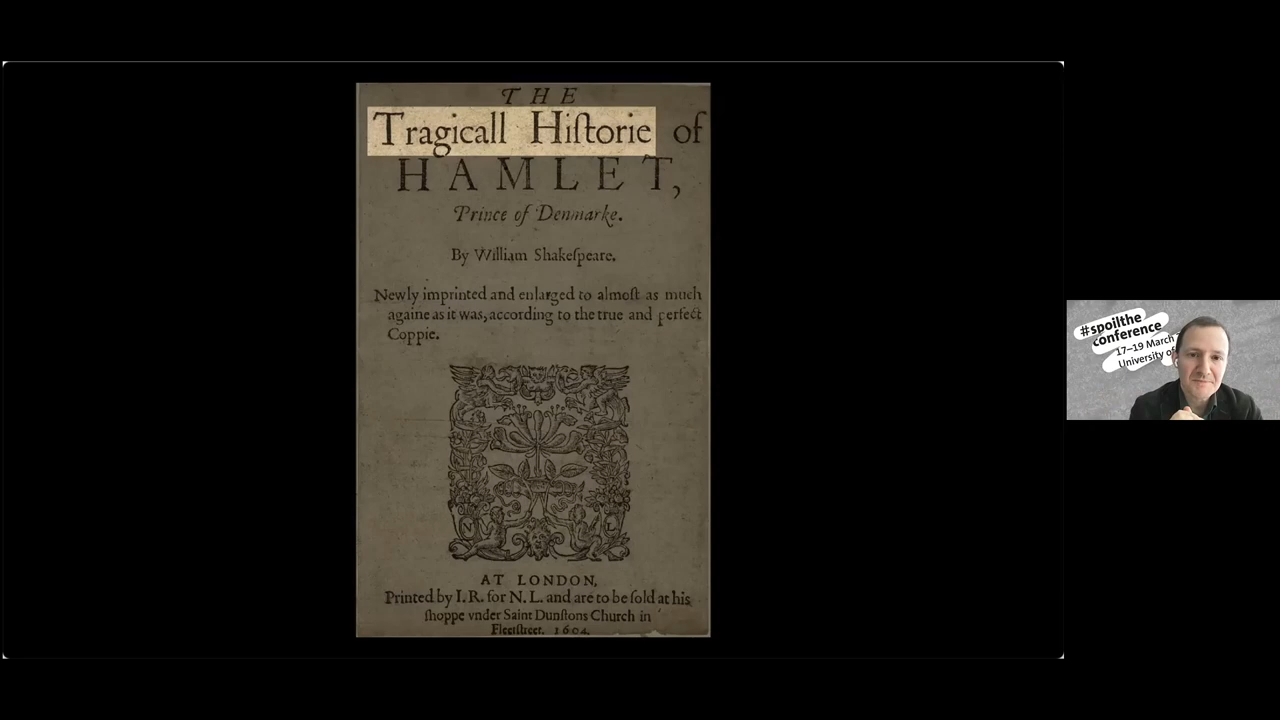 THE
Tragicall Hiſtorie of
HAMLET,
Prince of Denmarke.
By William Shakeſpeare.
Newly imprinted and enlarged to almoſt as much
againe as it was, according to the true and perfect
Coppie.
N L
AT LONDON,
Printed by I. R. for N. L. and are to be ſold at his
ſhoppe vnder Saint Dunſtons Church in
Fleetſtreet. 1604.
#spoilthe
conference
17–19 March
University of